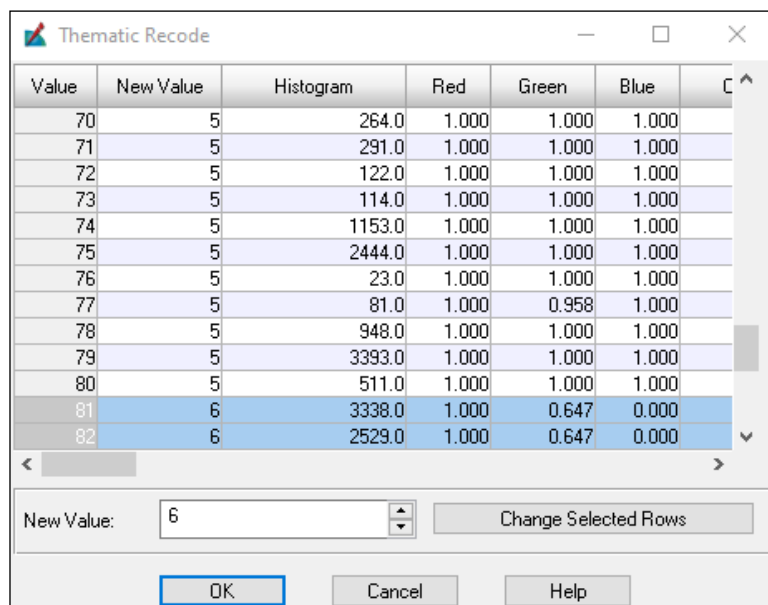 Thematic Recode
Value New Value Histogram Red Green Blue C
70 5 264.0 1.000 1.000 1.000
71 5 291.0 1.000 1.000 1.000
72 5 122.0 1.000 1.000 1.000
73 5 114.0 1.000 1.000 1.000
74 5 1153.0 1.000 1.000 1.000
75 5 2444.0 1.000 1.000 1.000
76 5 23.0 1.000 1.000 1.000
77 5 81.0 1.000 0.958 1.000
78 5 948.0 1.000 1.000 1.000
79 5 3393.0 1.000 1.000 1.000
80 5 511.0 1.000 1.000 1.000
81 6 3338.0 1.000 0.647 0.000
82 6 2529.0 1.000 0.647 0.000
New Value: 6 Change Selected Rows
OK Cancel Help